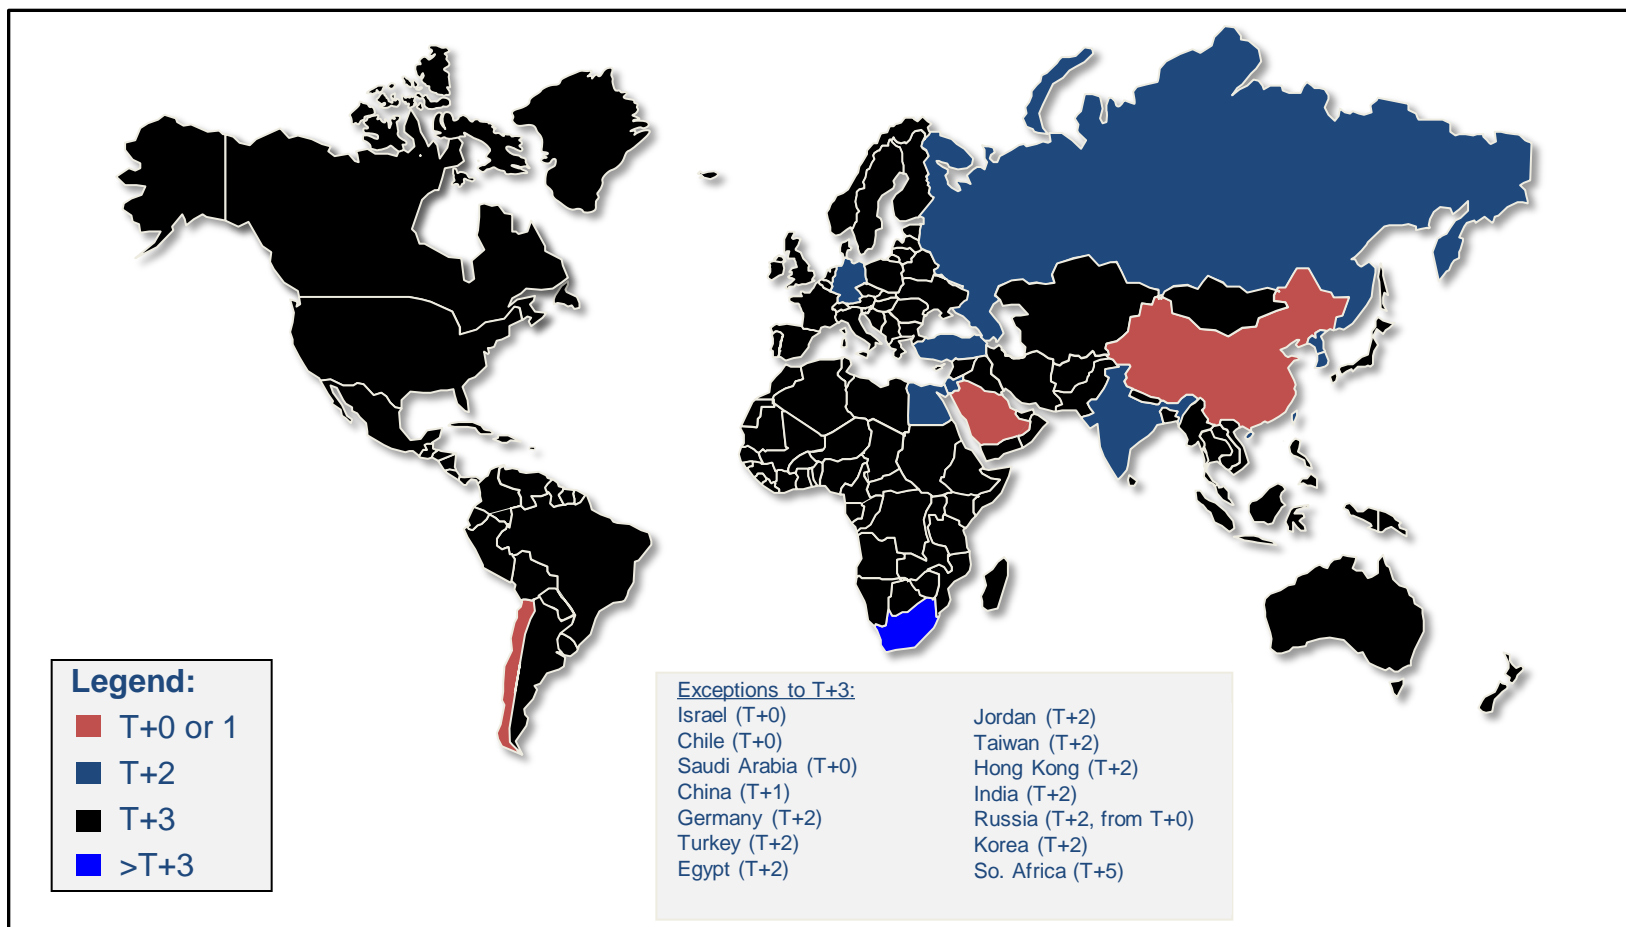 Legend:
T+0 or 1
T+2
T+3
>T+3
Exceptions to T+3:
Israel (T+0)
Chile (T+0)
Saudi Arabia (T+0)
China (T+1)
Germany (T+2)
Turkey (T+2)
Egypt (T+2)
Jordan (T+2)
Taiwan (T+2)
Hong Kong (T+2)
India (T+2)
Russia (T+2, from T+0)
Korea (T+2)
So. Africa (T+5)